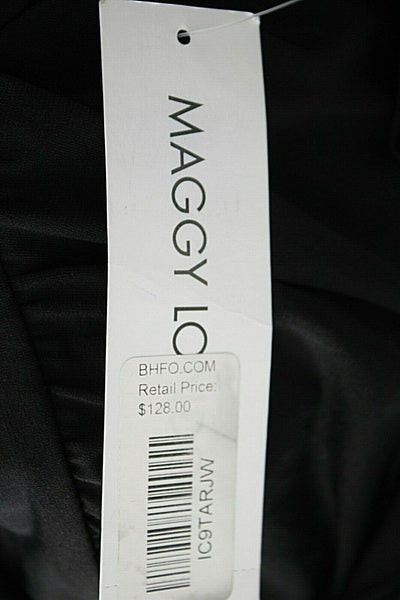 MAGGY LO
BHFO.COM
Retail Price:
$128.00
IC9TARJW